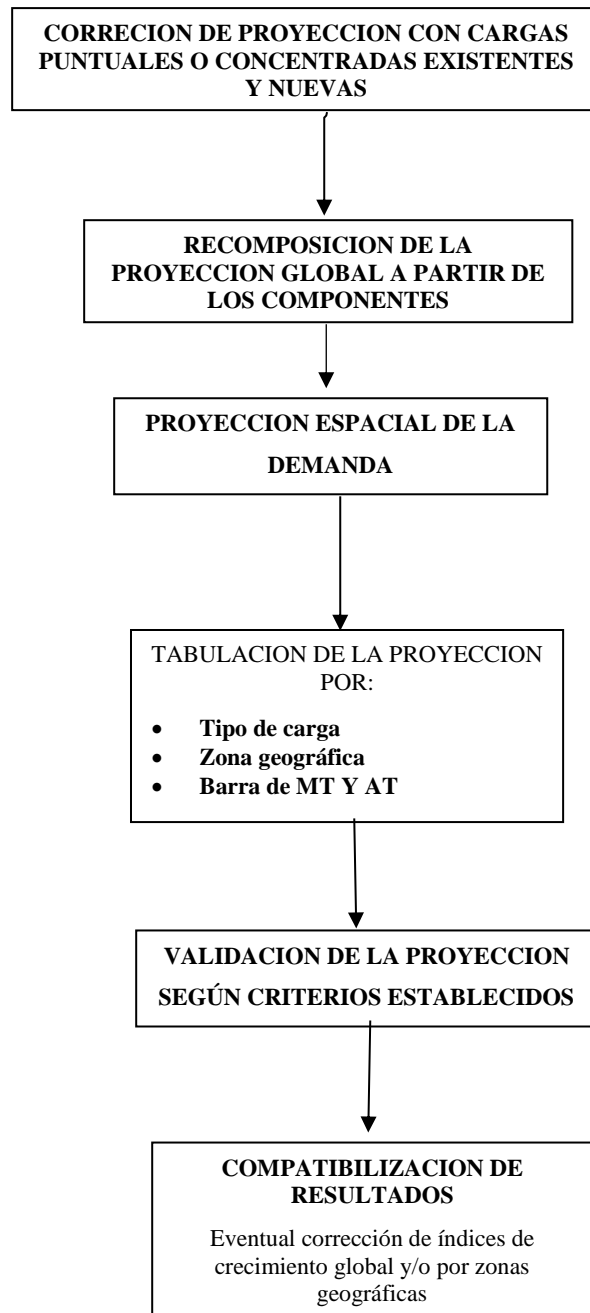 CORRECION DE PROYECCION CON CARGAS
PUNTUALES O CONCENTRADAS EXISTENTES
Y NUEVAS
RECOMPOSICION DE LA
PROYECCION GLOBAL A PARTIR DE
LOS COMPONENTES
PROYECCION ESPACIAL DE LA
DEMANDA
TABULACION DE LA PROYECCION
POR:
• Tipo de carga
• Zona geográfica
• Barra de MT Y AT
VALIDACION DE LA PROYECCION
SEGÚN CRITERIOS ESTABLECIDOS
COMPATIBILIZACION DE
RESULTADOS
Eventual corrección de índices de
crecimiento global y/o por zonas
geográficas